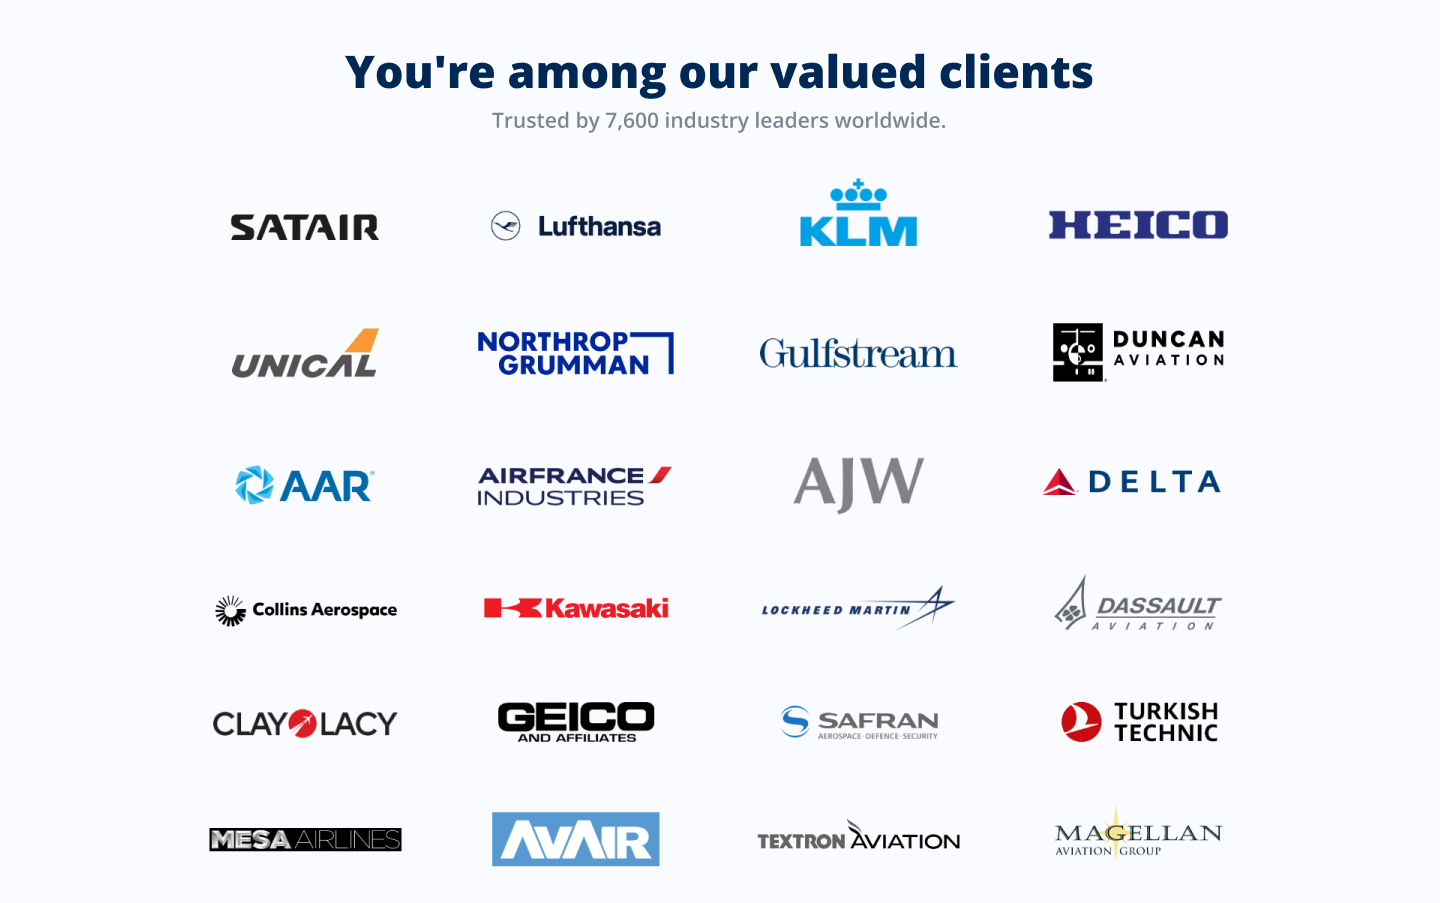 You're among our valued clients
Trusted by 7,600 industry leaders worldwide.
SATAIR
Lufthansa
KLM
HEICO
UNICAL
NORTHROP
GRUMMAN
Gulfstream
DUNCAN
AVIATION
AAR
AIRFRANCE
INDUSTRIES
AJW
DELTA
Collins Aerospace
Kawasaki
LOCKHEED MARTIN
DASSAULT
AVIATION
CLAY LACY
GEICO
AND AFFILIATES
SAFRAN
AEROSPACE · DEFENCE · SECURITY
TURKISH
TECHNIC
MESA AIRLINES
AVAIR
TEXTRON AVIATION
MAGELLAN
AVIATION GROUP